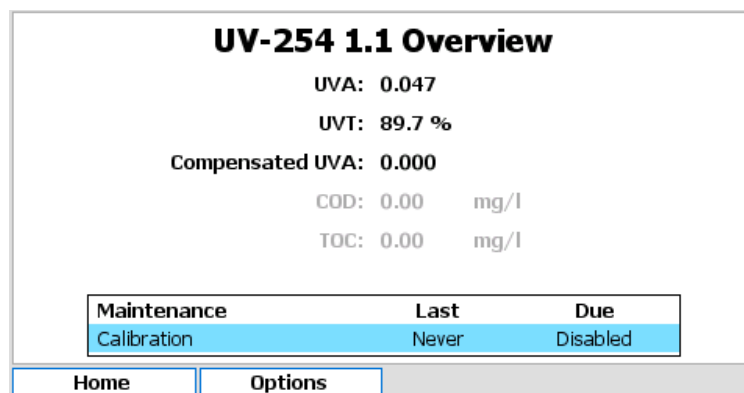 UV-254 1.1 Overview
UVA: 0.047
UVT: 89.7 %
Compensated UVA: 0.000
COD: 0.00 mg/l
TOC: 0.00 mg/l
Maintenance Last Due
Calibration Never Disabled
Home Options